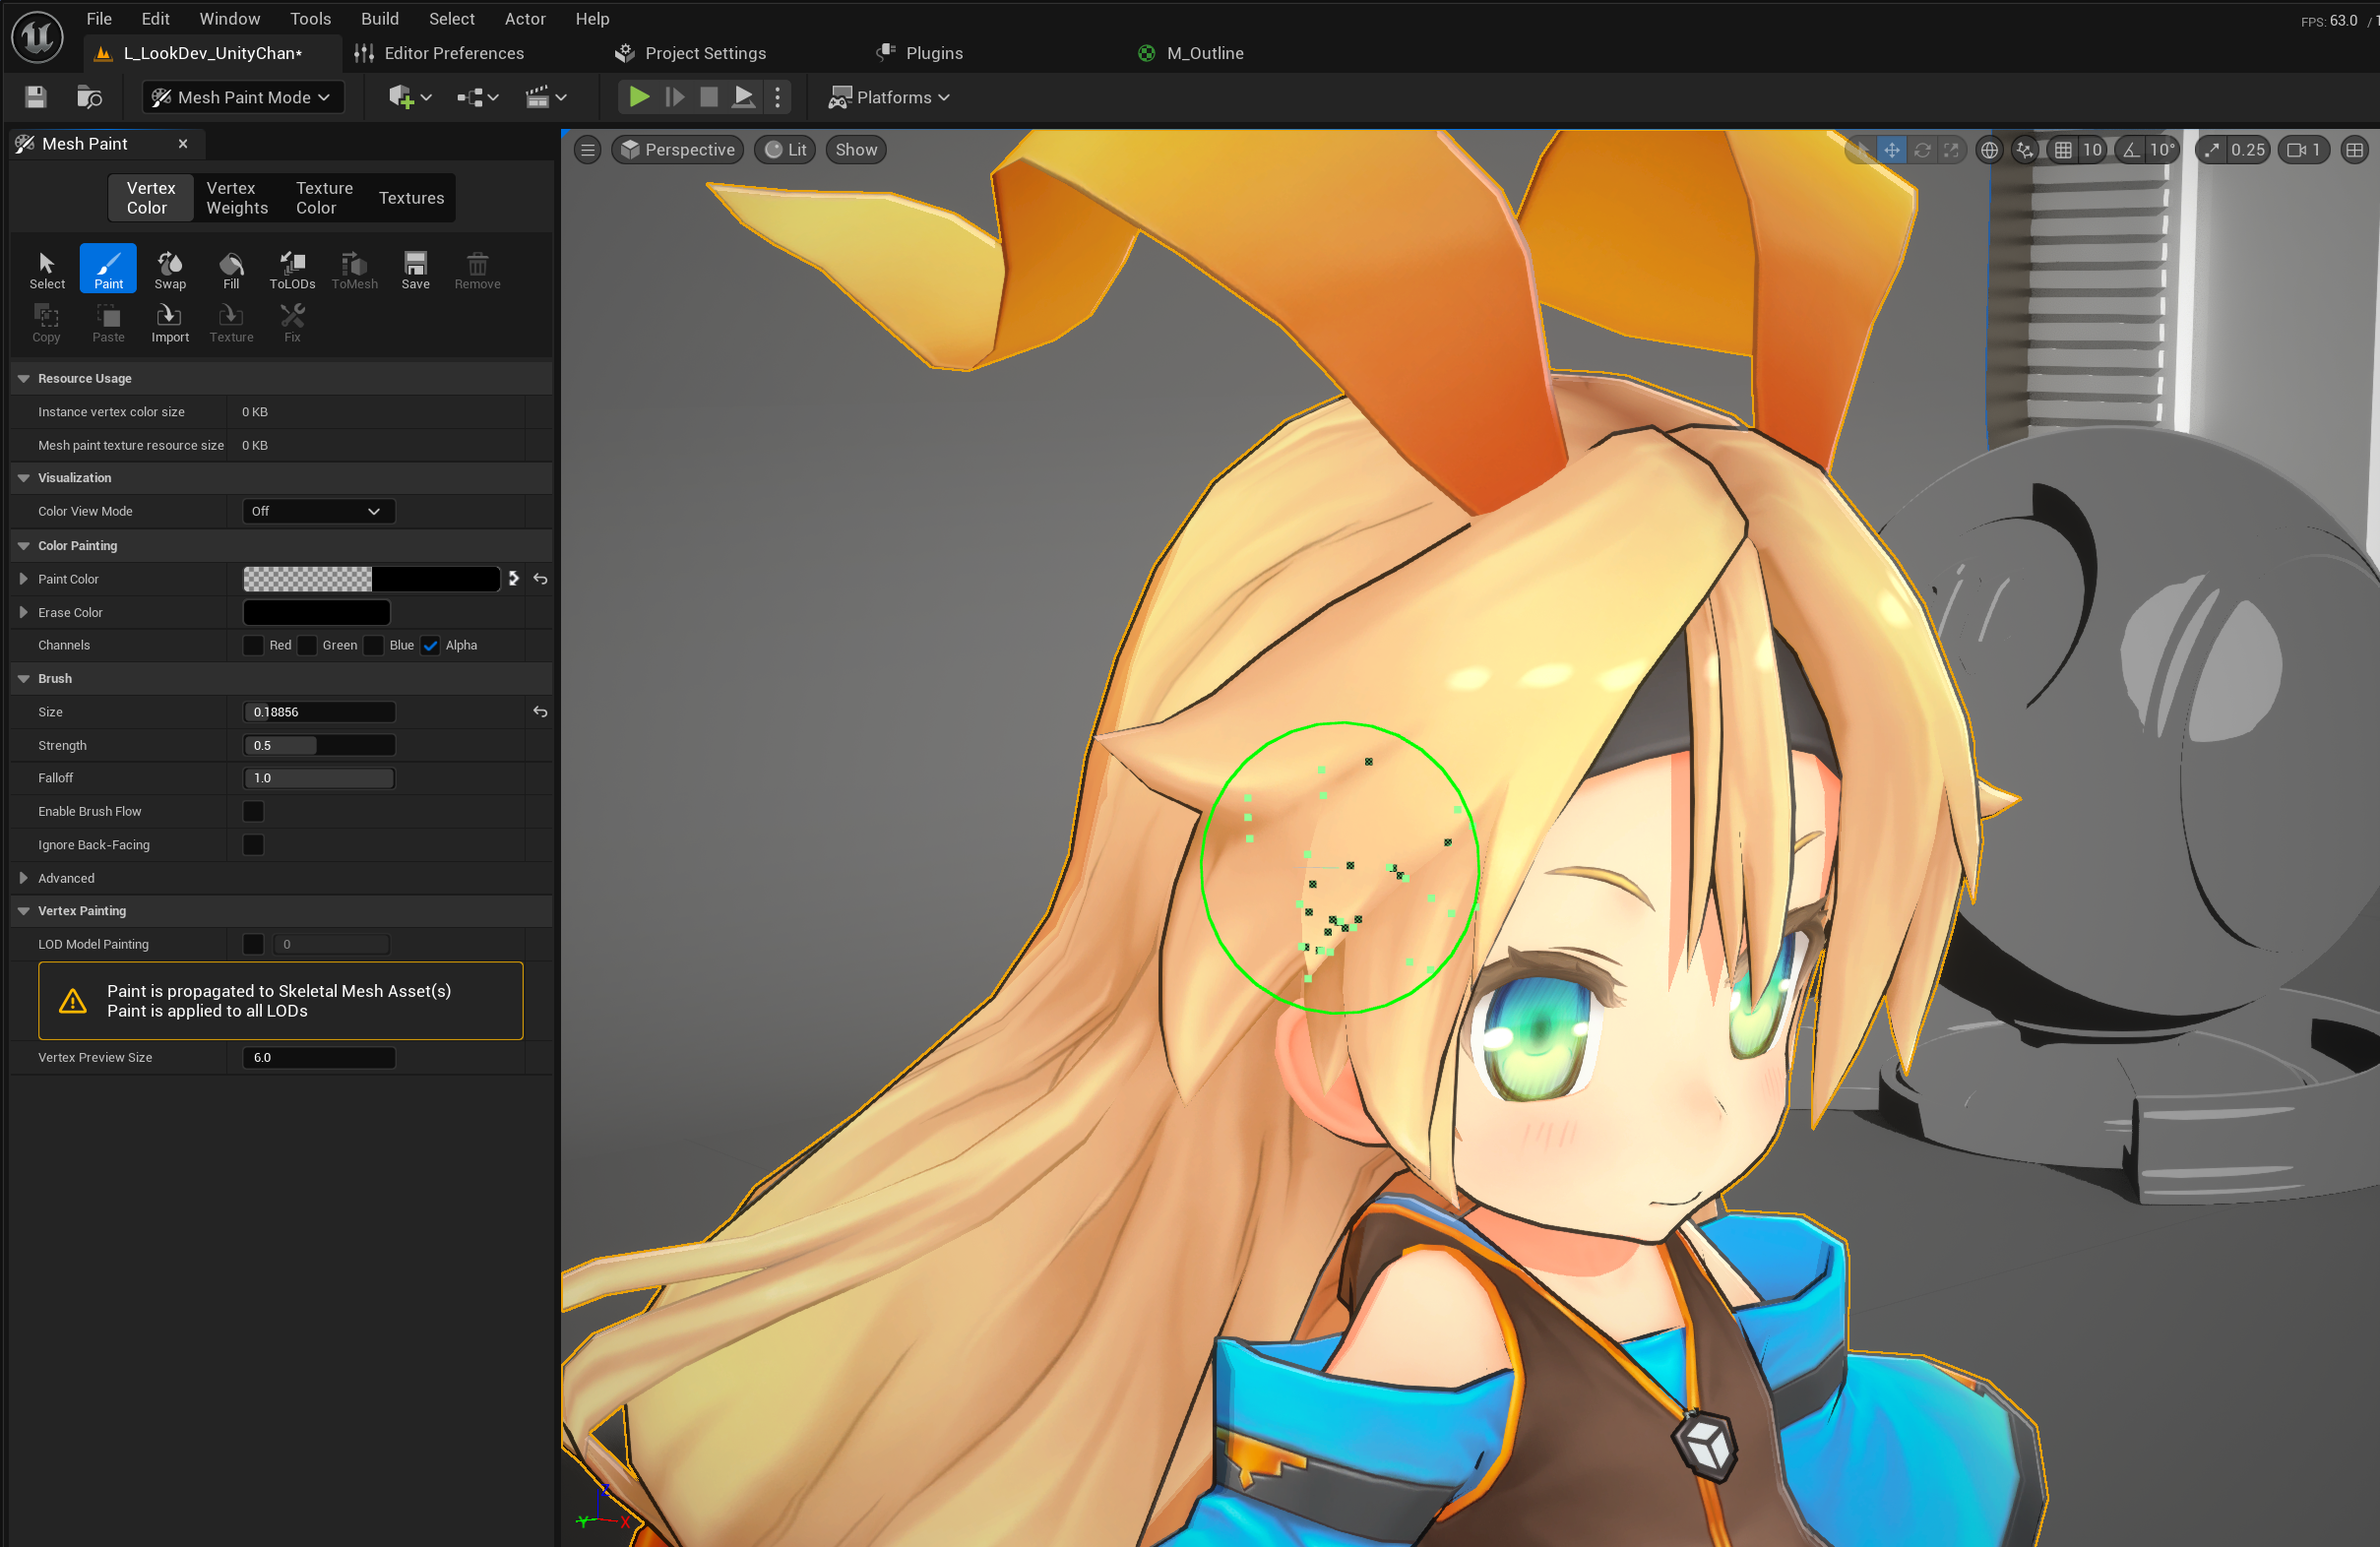 File Edit Window Tools Build Select Actor Help
FPS: 63.0 /
L_LookDev_UnityChan* Editor Preferences Project Settings Plugins M_Outline
Mesh Paint Mode Platforms
Mesh Paint
Perspective Lit Show 10 10° 0.25 1
Vertex Color
Vertex Weights
Texture Color
Textures
Select Paint Swap Fill ToLODs ToMesh Save Remove
Copy Paste Import Texture Fix
Resource Usage
Instance vertex color size 0 KB
Mesh paint texture resource size 0 KB
Visualization
Color View Mode Off
Color Painting
Paint Color
Erase Color
Channels Red Green Blue Alpha
Brush
Size 0.18856
Strength 0.5
Falloff 1.0
Enable Brush Flow
Ignore Back-Facing
Advanced
Vertex Painting
LOD Model Painting 0
Paint is propagated to Skeletal Mesh Asset(s)
Paint is applied to all LODs
Vertex Preview Size 6.0
Z
Y X